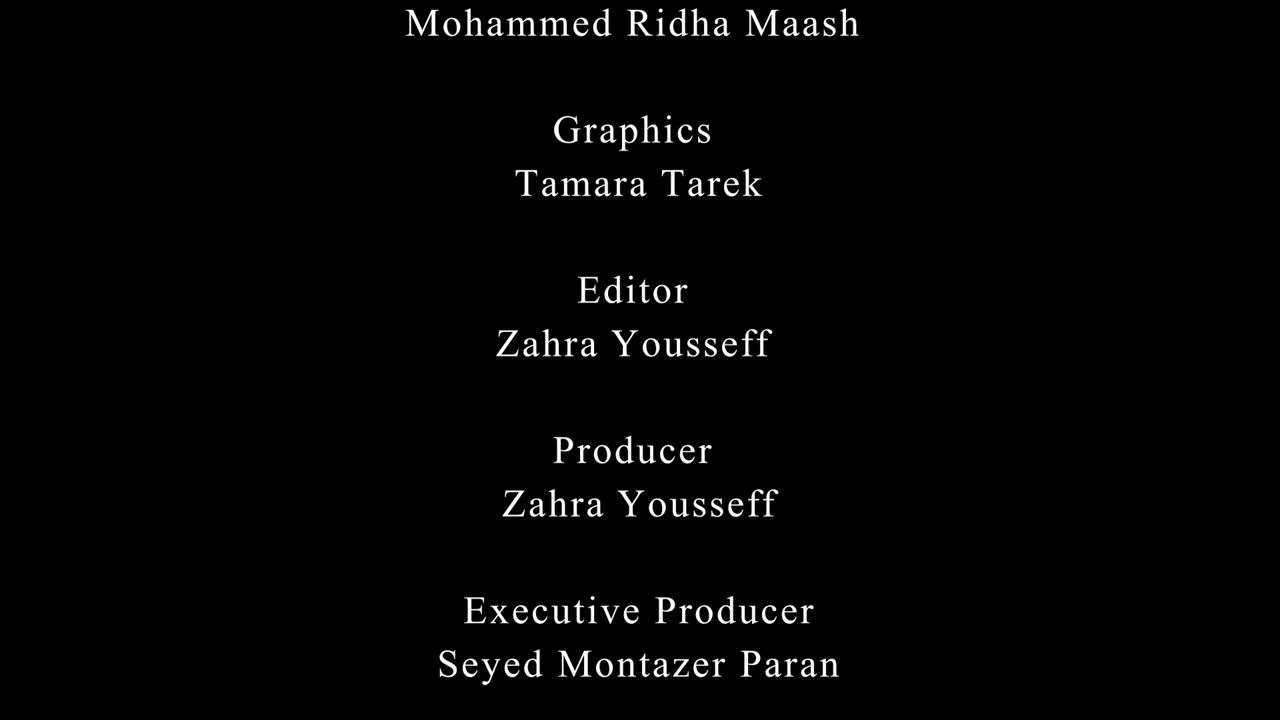 Mohammed Ridha Maash
Graphics
Tamara Tarek
Editor
Zahra Yousseff
Producer
Zahra Yousseff
Executive Producer
Seyed Montazer Paran